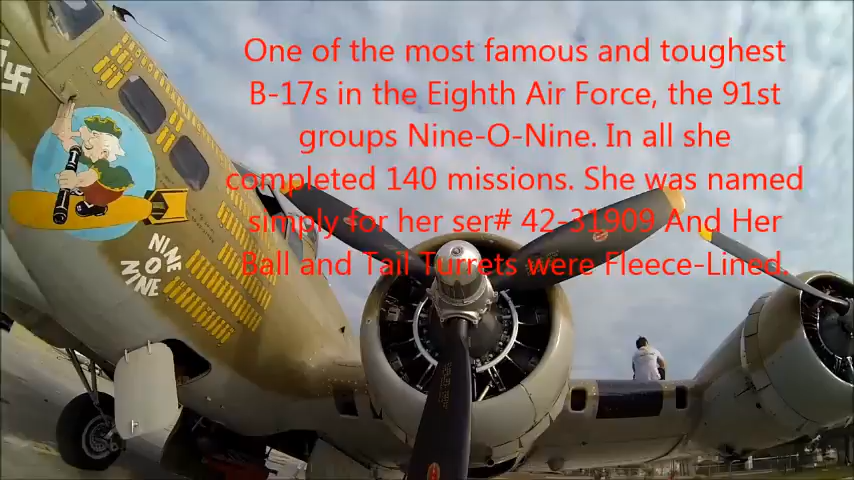 One of the most famous and toughest
B-17s in the Eighth Air Force, the 91st
groups Nine-O-Nine. In all she
completed 140 missions. She was named
simply for her ser# 42-31909 And Her
Ball and Tail Turrets were Fleece-Lined.
NINE
O
NINE